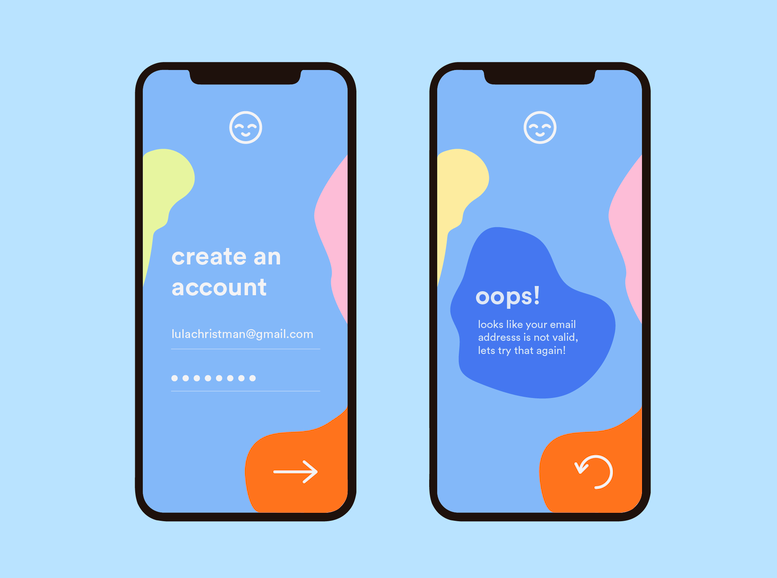 create an
account
lulachristman@gmail.com
oops!
looks like your email
addresss is not valid,
lets try that again!